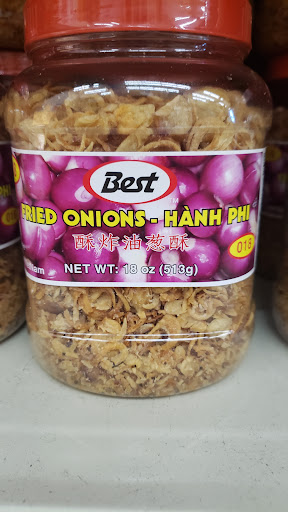 Best
FRIED ONIONS - HÀNH PHI
酥炸油葱酥
018
NET WT: 18 oz (513g)